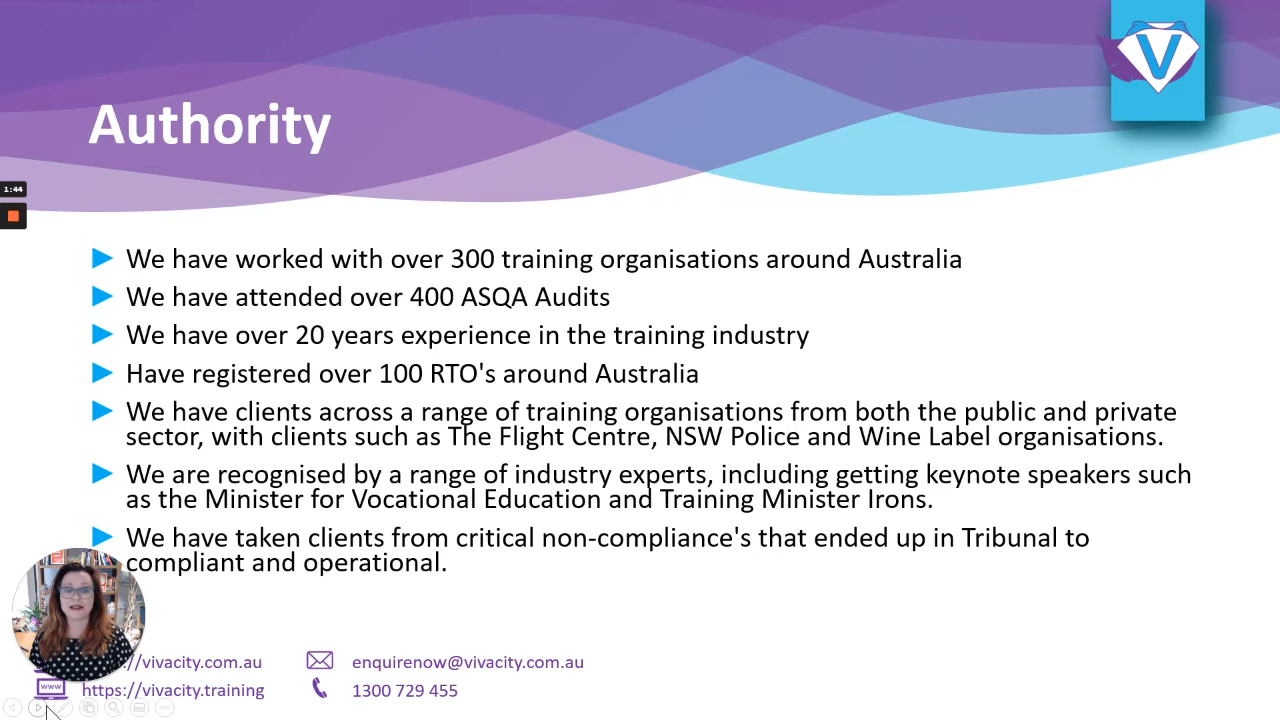 V
Authority
1:44
We have worked with over 300 training organisations around Australia
We have attended over 400 ASQA Audits
We have over 20 years experience in the training industry
Have registered over 100 RTO's around Australia
We have clients across a range of training organisations from both the public and private
sector, with clients such as The Flight Centre, NSW Police and Wine Label organisations.
We are recognised by a range of industry experts, including getting keynote speakers such
as the Minister for Vocational Education and Training Minister Irons.
We have taken clients from critical non-compliance's that ended up in Tribunal to
compliant and operational.
//vivacity.com.au
enquirenow@vivacity.com.au
www
https://vivacity.training
1300 729 455